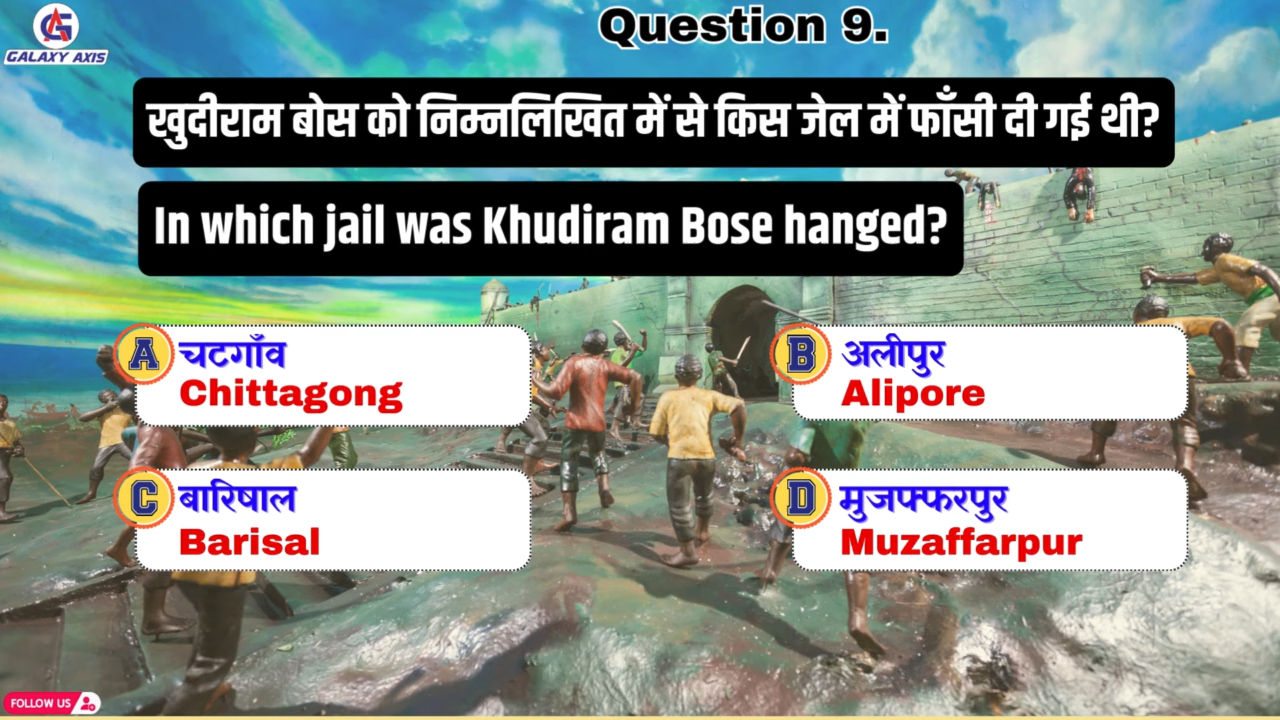 GALAXY AXIS
Question 9.
खुदीराम बोस को निम्नलिखित में से किस जेल में फाँसी दी गई थी?
In which jail was Khudiram Bose hanged?
A चटगाँव
Chittagong
B अलीपुर
Alipore
C बारिषाल
Barisal
D मुजफ्फरपुर
Muzaffarpur
FOLLOW US